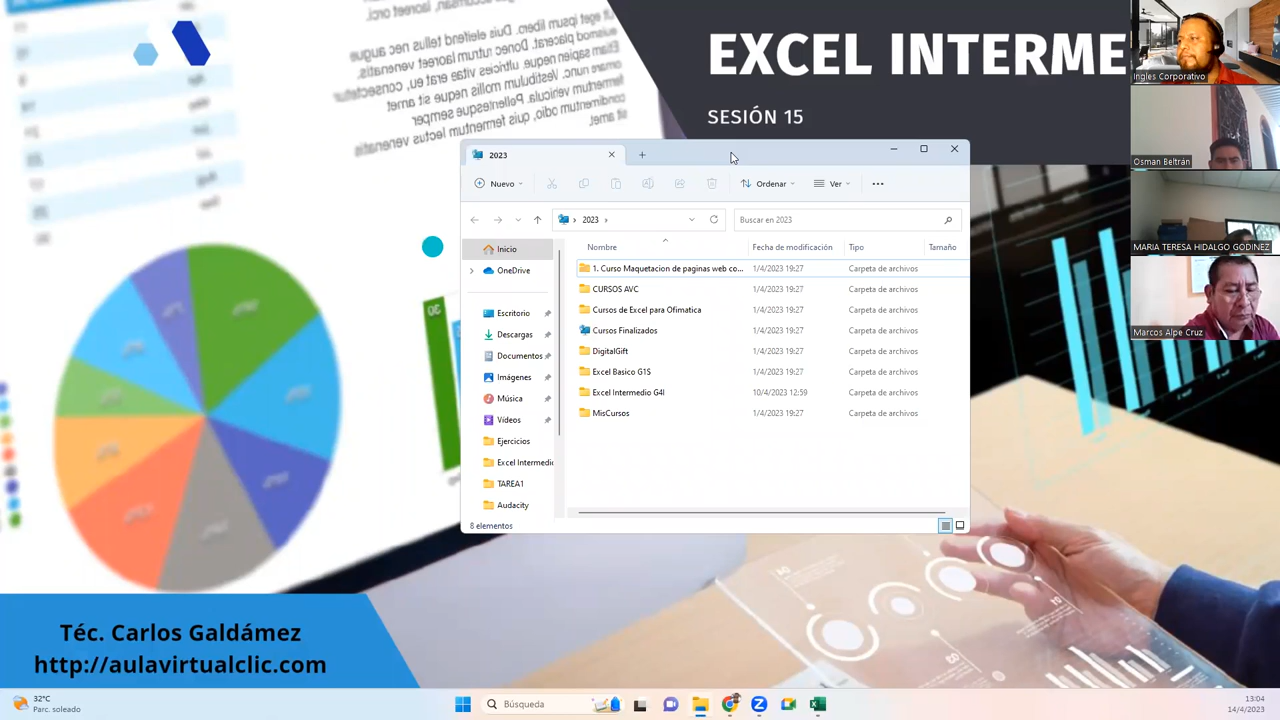 EXCEL INTERME
SESIÓN 15
Ingles Corporativo
Osman Beltrán
MARIA TERESA HIDALGO GODINEZ
Marcos Alpe Cruz
2023
Nuevo
Ordenar
Ver
2023
Buscar en 2023
Nombre Fecha de modificación Tipo Tamaño
Inicio
OneDrive
Escritorio
Descargas
Documentos
Imágenes
Música
Vídeos
Ejercicios
Excel Intermedi
TAREA1
Audacity
1. Curso Maquetacion de paginas web co... 1/4/2023 19:27 Carpeta de archivos
CURSOS AVC 1/4/2023 19:27 Carpeta de archivos
Cursos de Excel para Ofimatica 1/4/2023 19:27 Carpeta de archivos
Cursos Finalizados 1/4/2023 19:27 Carpeta de archivos
DigitalGift 1/4/2023 19:27 Carpeta de archivos
Excel Basico G1S 1/4/2023 19:27 Carpeta de archivos
Excel Intermedio G4I 10/4/2023 12:59 Carpeta de archivos
MisCursos 1/4/2023 19:27 Carpeta de archivos
8 elementos
Téc. Carlos Galdámez
http://aulavirtualclic.com
32°C
Parc. soleado
Búsqueda
13:04
14/4/2023